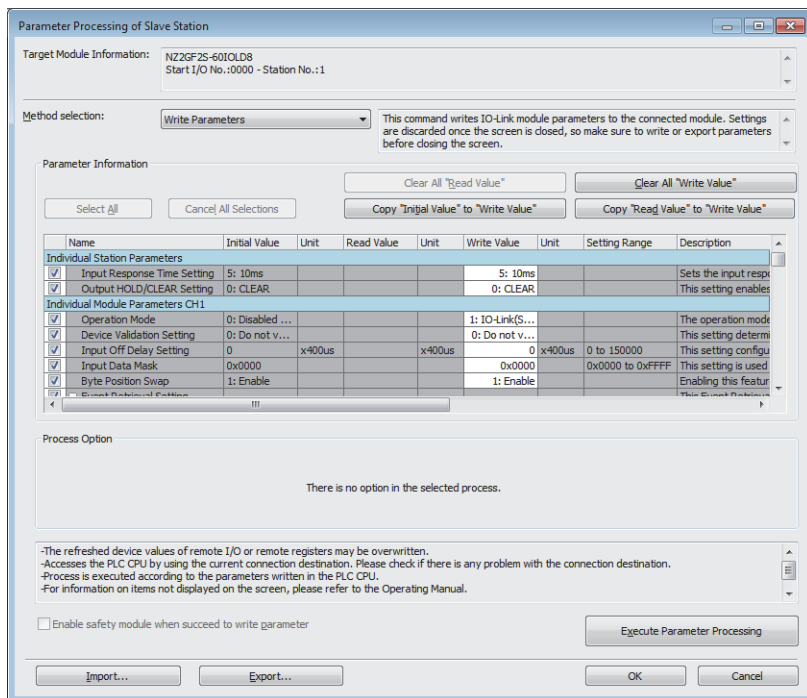 Parameter Processing of Slave Station
Target Module Information:
NZ2GF2S-60IOLD8
Start I/O No.:0000 - Station No.:1
Method selection:
Write Parameters
This command writes IO-Link module parameters to the connected module. Settings
are discarded once the screen is closed, so make sure to write or export parameters
before closing the screen.
Parameter Information
Clear All "Read Value"
Clear All "Write Value"
Select All
Cancel All Selections
Copy "Initial Value" to "Write Value"
Copy "Read Value" to "Write Value"
Name Initial Value Unit Read Value Unit Write Value Unit Setting Range Description
Individual Station Parameters
Input Response Time Setting 5: 10ms 5: 10ms Sets the input respo
Output HOLD/CLEAR Setting 0: CLEAR 0: CLEAR This setting enables
Individual Module Parameters CH1
Operation Mode 0: Disabled ... 1: IO-Link(S... The operation mode
Device Validation Setting 0: Do not v... 0: Do not v... This setting determi
Input Off Delay Setting 0 x400us x400us 0 x400us 0 to 150000 This setting configu
Input Data Mask 0x0000 0x0000 0x0000 to 0xFFFF This setting is used
Byte Position Swap 1: Enable 1: Enable Enabling this featur
Event Retrieval Setting This Event Retrieva
Process Option
There is no option in the selected process.
-The refreshed device values of remote I/O or remote registers may be overwritten.
-Accesses the PLC CPU by using the current connection destination. Please check if there is any problem with the connection destination.
-Process is executed according to the parameters written in the PLC CPU.
-For information on items not displayed on the screen, please refer to the Operating Manual.
Enable safety module when succeed to write parameter
Execute Parameter Processing
Import...
Export...
OK
Cancel